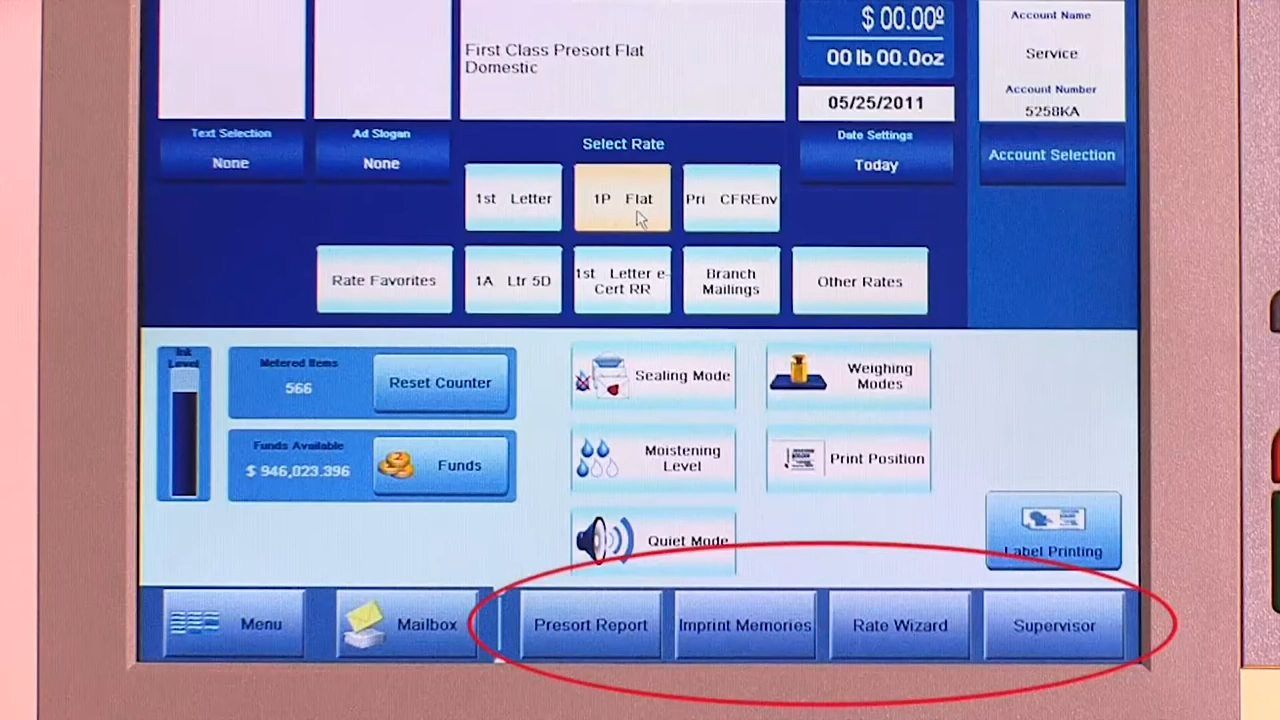 First Class Presort Flat
Domestic
$ 00.00º
00 lb 00.0oz
05/25/2011
Account Name
Service
Account Number
5258KA
Text Selection
None
Ad Slogan
None
Select Rate
Date Settings
Today
Account Selection
1st Letter
1P Flat
Pri CFREnv
Rate Favorites
1A Ltr 5D
1st Letter e-
Cert RR
Branch
Mailings
Other Rates
Ink
Level
Metered Items
566
Reset Counter
Funds Available
$ 946,023.396
Funds
Sealing Mode
Weighing
Modes
Moistening
Level
Print Position
Quiet Mode
Label Printing
Menu
Mailbox
Presort Report
Imprint Memories
Rate Wizard
Supervisor